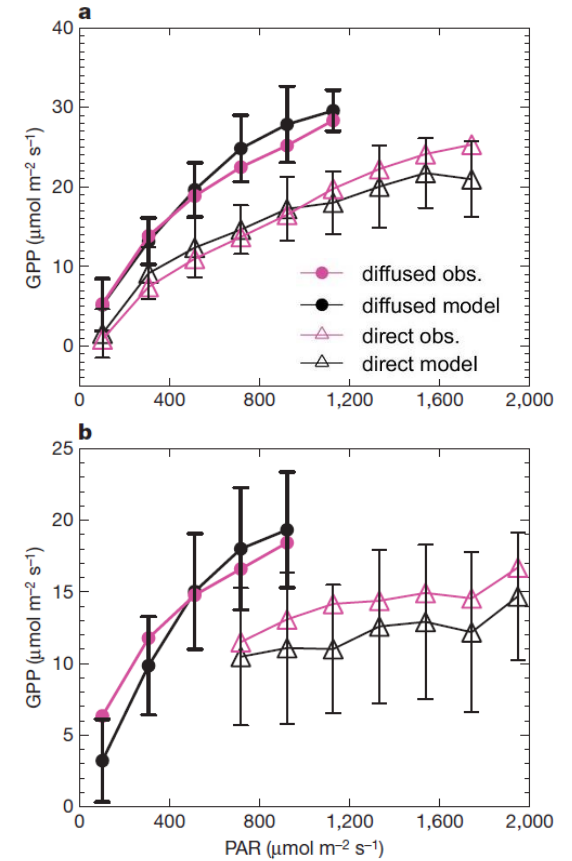 a
40
30
20
10
0
GPP (μmol m⁻² s⁻¹)
diffused obs.
diffused model
direct obs.
direct model
0 400 800 1,200 1,600 2,000
b
25
20
15
10
5
0
GPP (μmol m⁻² s⁻¹)
0 400 800 1,200 1,600 2,000
PAR (μmol m⁻² s⁻¹)